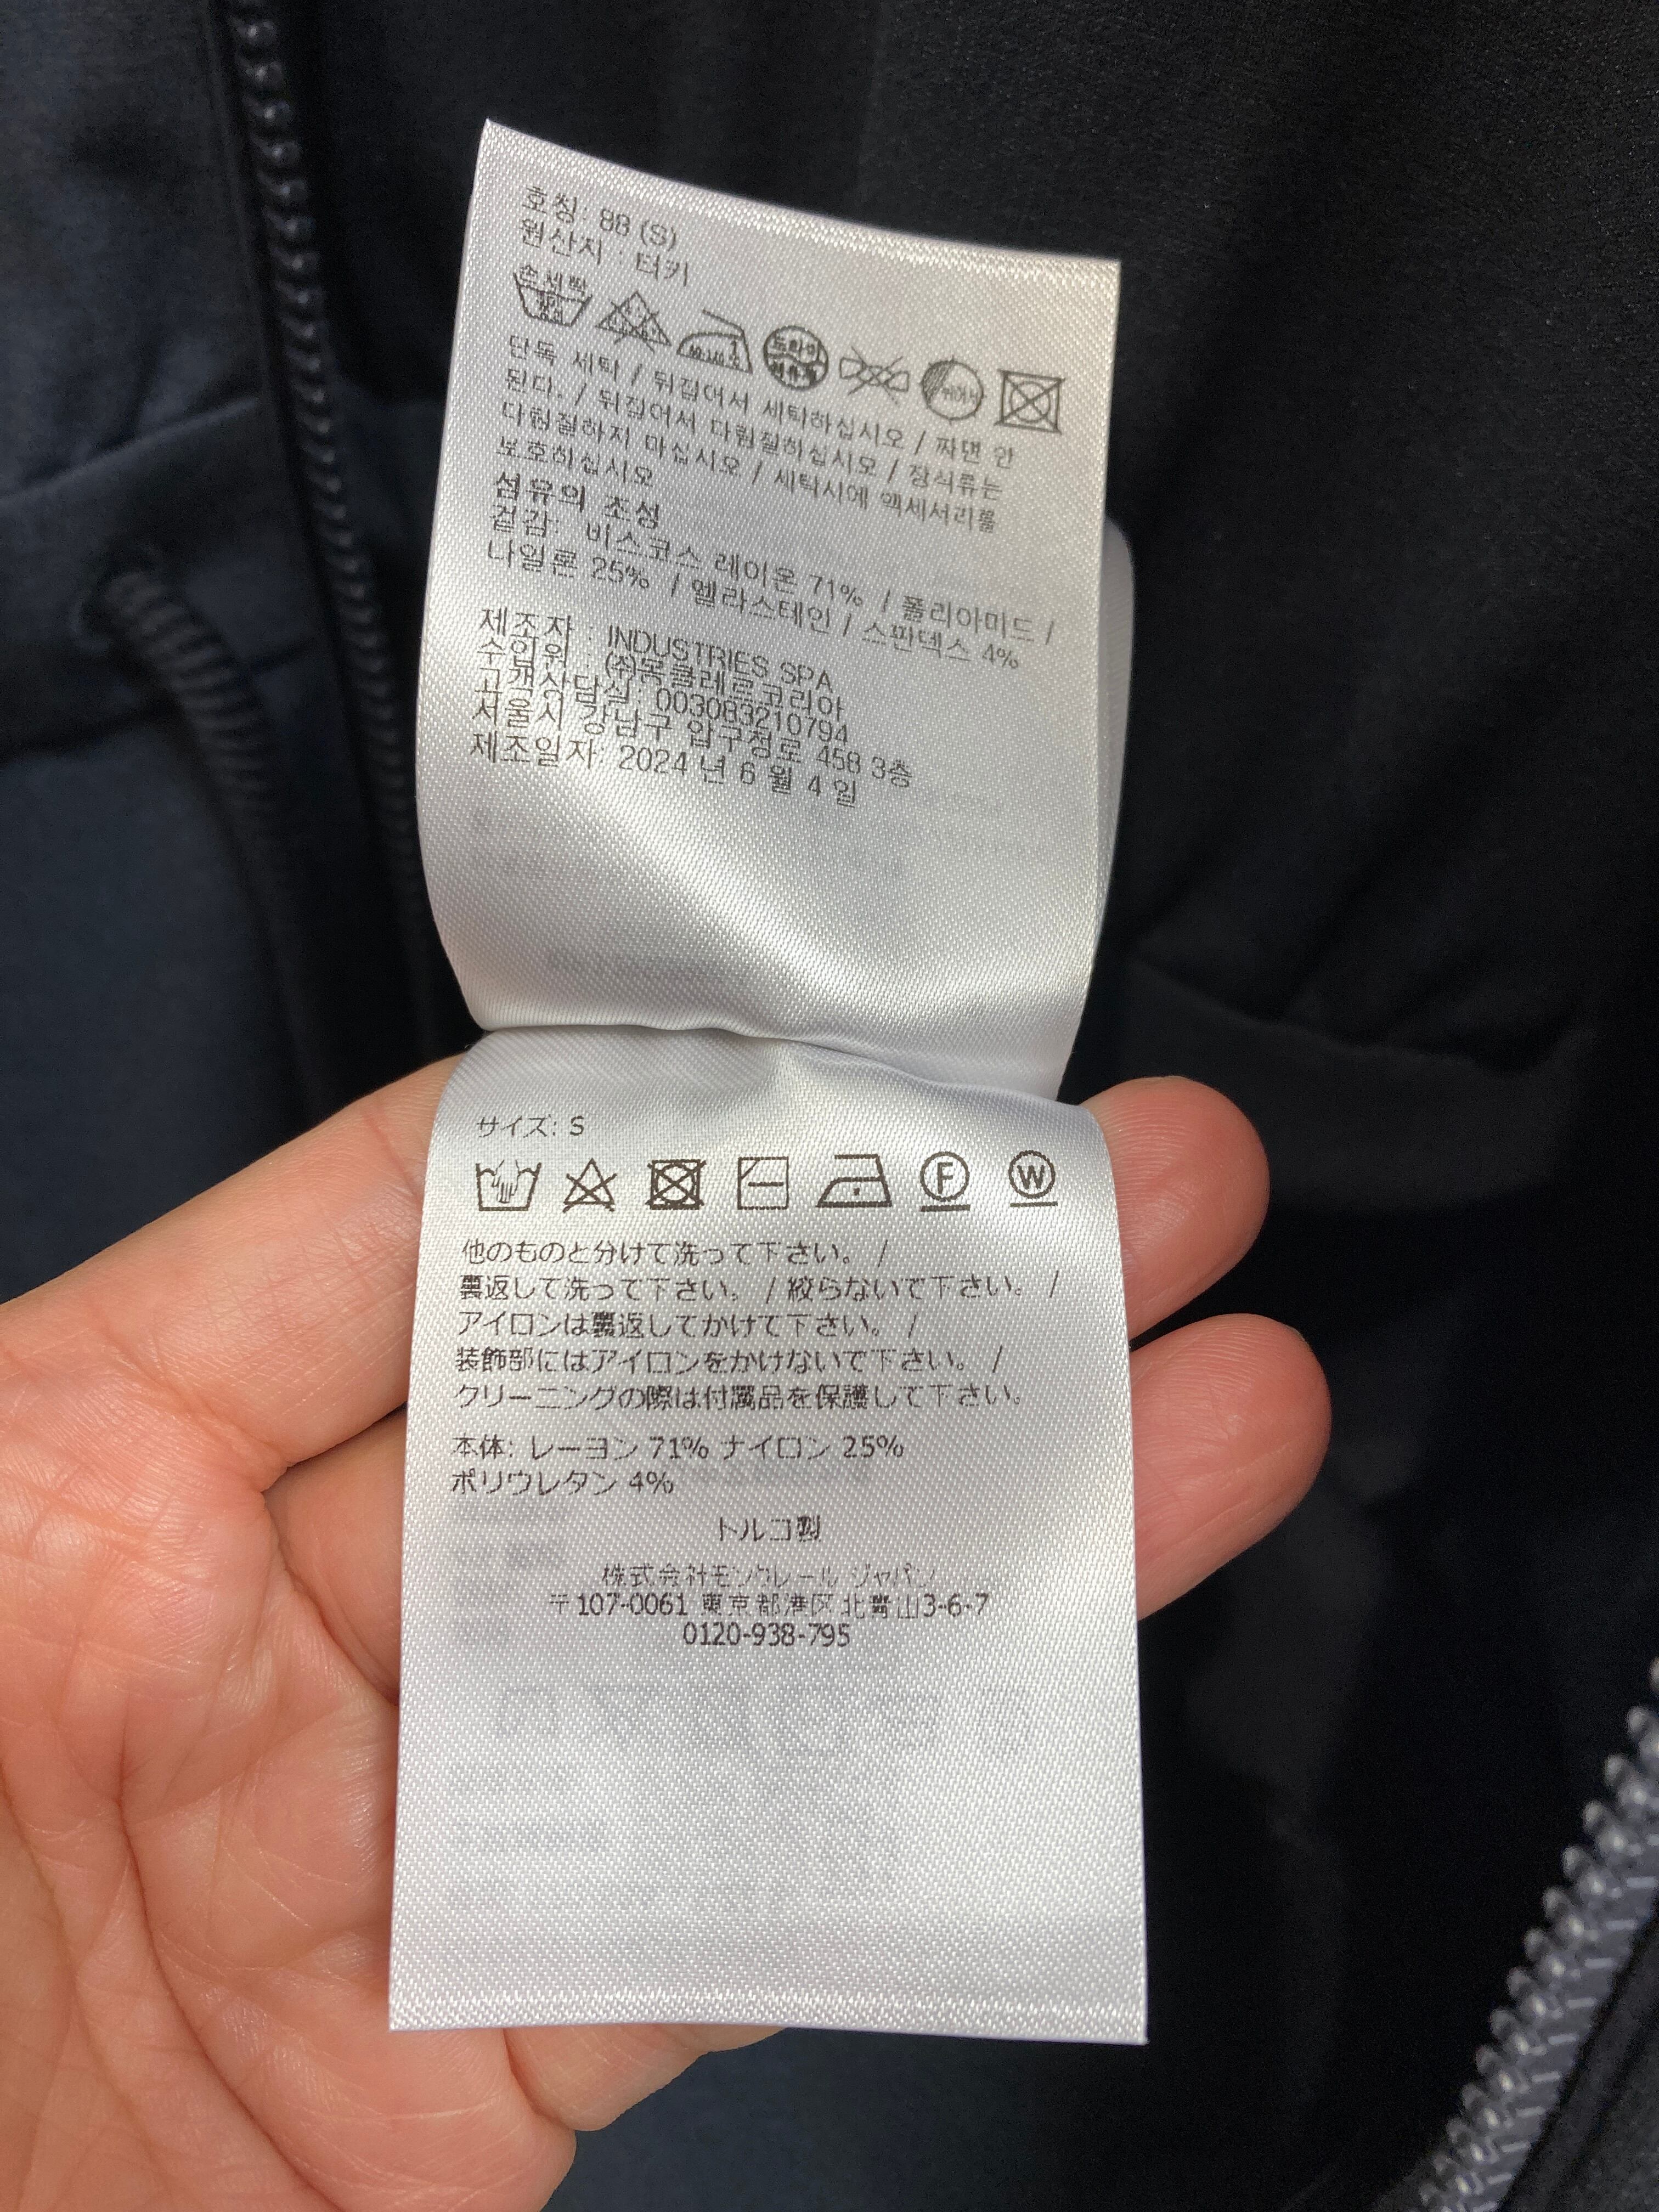 호칭: 88 (S)
원산지 : 터키
손세탁
드라이
단독 세탁 / 뒤집어서 세탁하십시오 / 짜면 안
된다. / 뒤집어서 다림질하십시오 / 장식류는
다림질하지 마십시오 / 세탁시에 액세서리를
보호하십시오
섬유의 조성
겉감: 비스코스 레이온 71% / 폴리아미드 /
나일론 25% / 엘라스테인 / 스판덱스 4%
제조자 : INDUSTRIES SPA
수입원 : (주)몽클레르코리아
고객상담실: 003083210794
서울시 강남구 압구정로 458 3층
제조일자: 2024 년 6 월 4 일
サイズ: S
F W
他のものと分けて洗って下さい。 /
裏返して洗って下さい。 / 絞らないで下さい。 /
アイロンは裏返してかけて下さい。 /
装飾部にはアイロンをかけないで下さい。 /
クリーニングの際は付属品を保護して下さい。
本体: レーヨン 71% ナイロン 25%
ポリウレタン 4%
トルコ製
株式会社モンクレール ジャパン
〒107-0061 東京都港区北青山3-6-7
0120-938-795